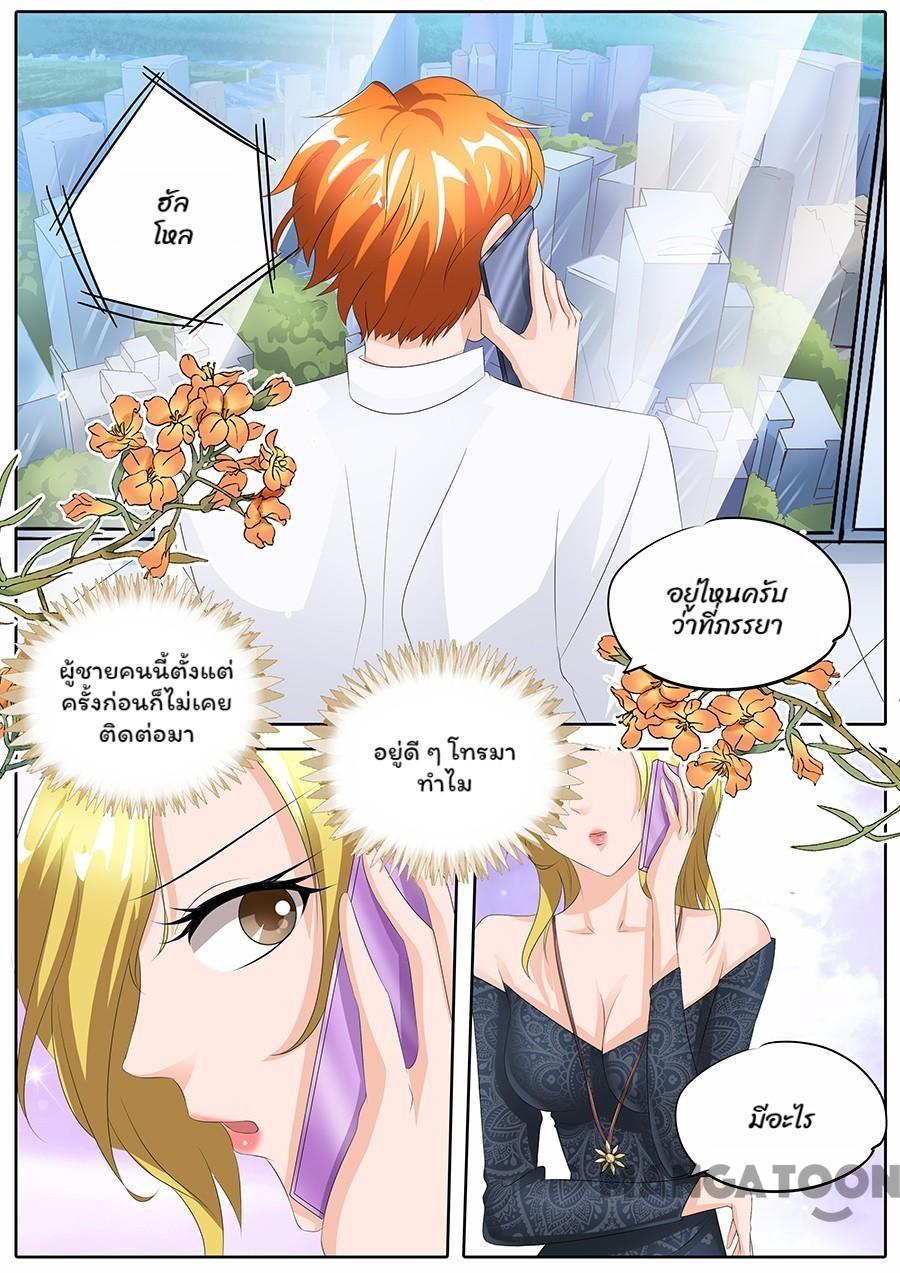 ฮัล
โหล
อยู่ไหนครับ
ว่าที่ภรรยา
ผู้ชายคนนี้ตั้งแต่
ครั้งก่อนก็ไม่เคย
ติดต่อมา
อยู่ดี ๆ โทรมา
ทำไม
มีอะไร
MANGATOON